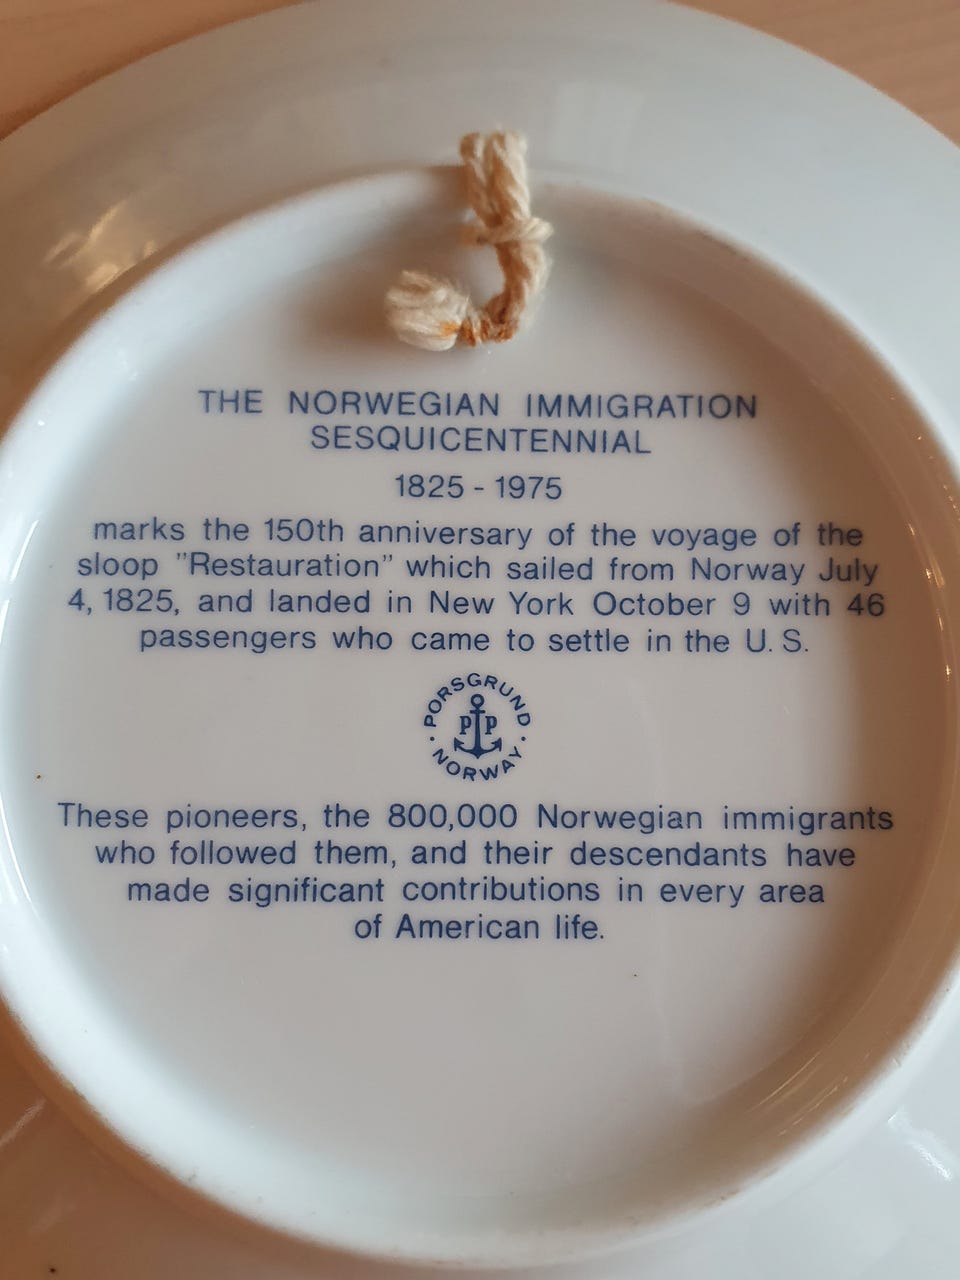 THE NORWEGIAN IMMIGRATION
SESQUICENTENNIAL
1825 - 1975
marks the 150th anniversary of the voyage of the
sloop "Restauration" which sailed from Norway July
4, 1825, and landed in New York October 9 with 46
passengers who came to settle in the U. S.
PORSGRUND
P P
· NORWAY ·
These pioneers, the 800,000 Norwegian immigrants
who followed them, and their descendants have
made significant contributions in every area
of American life.